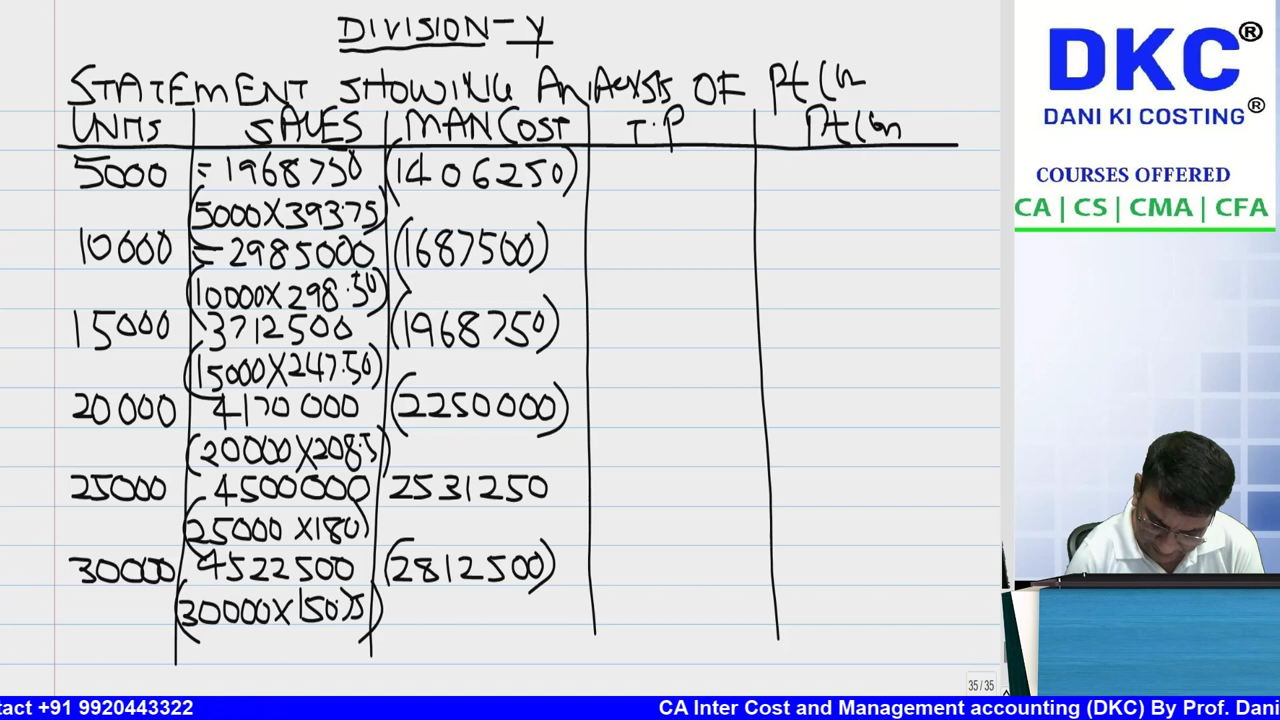 DIVISION-Y
STATEMENT SHOWING ANALYSIS OF Pt/Ln
UNITS SALES MAN COST T.P Pt/Ln
5000 = 1968750 (1406250)
(5000X393.75)
10000 = 2985000 (1687500)
(10000X298.50)
15000 3712500 (1968750)
(15000X247.50)
20000 4170000 (2250000)
(20000X208.5)
25000 4500000 2531250
(25000X180)
30000 4522500 (2812500)
(30000X150.75)
35/35
DKC®
DANI KI COSTING®
COURSES OFFERED
CA | CS | CMA | CFA
tact +91 9920443322 CA Inter Cost and Management accounting (DKC) By Prof. Dani